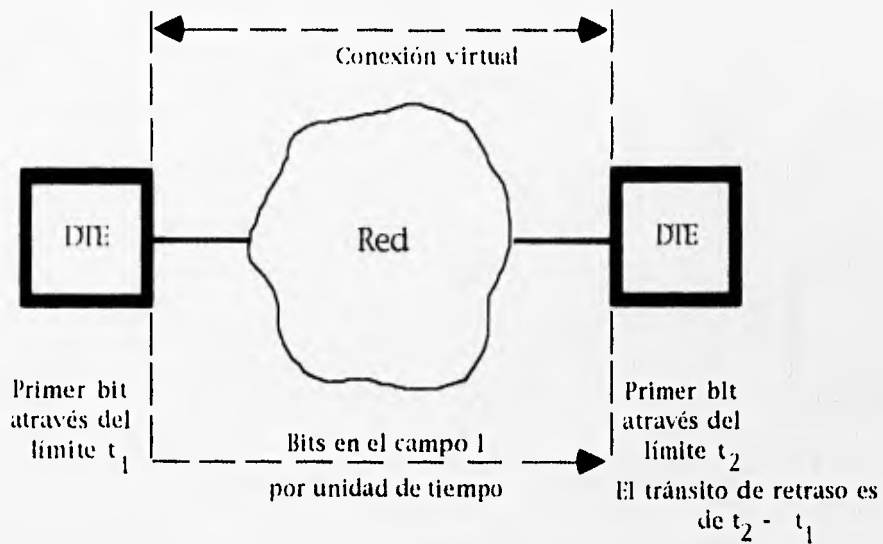 Conexión virtual
DTE
Red
DTE
Primer bit
através del
límite t1
Bits en el campo I
por unidad de tiempo
Primer bit
através del
límite t2
El tránsito de retraso es
de t2 - t1